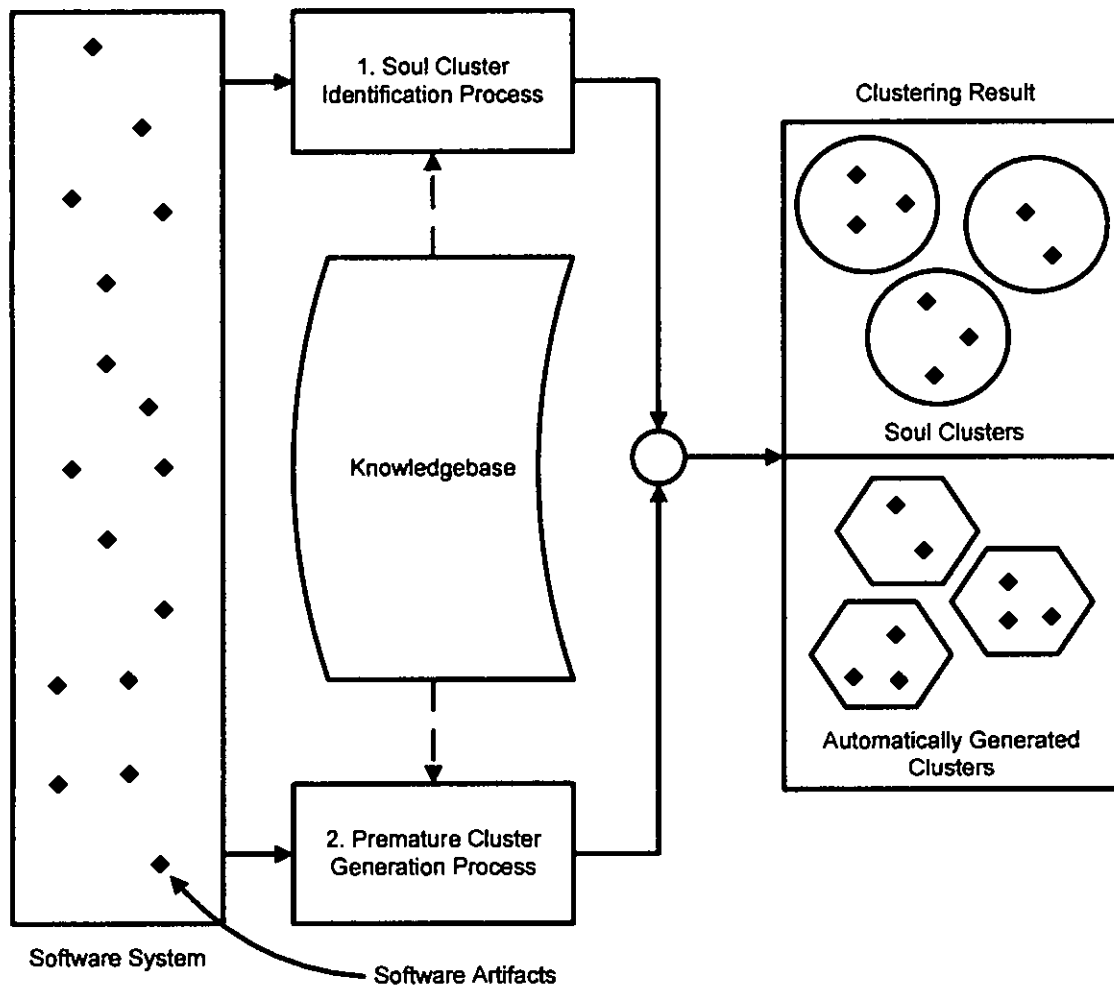 1. Soul Cluster
Identification Process
Clustering Result
Knowledgebase
Soul Clusters
Automatically Generated
Clusters
2. Premature Cluster
Generation Process
Software System
Software Artifacts